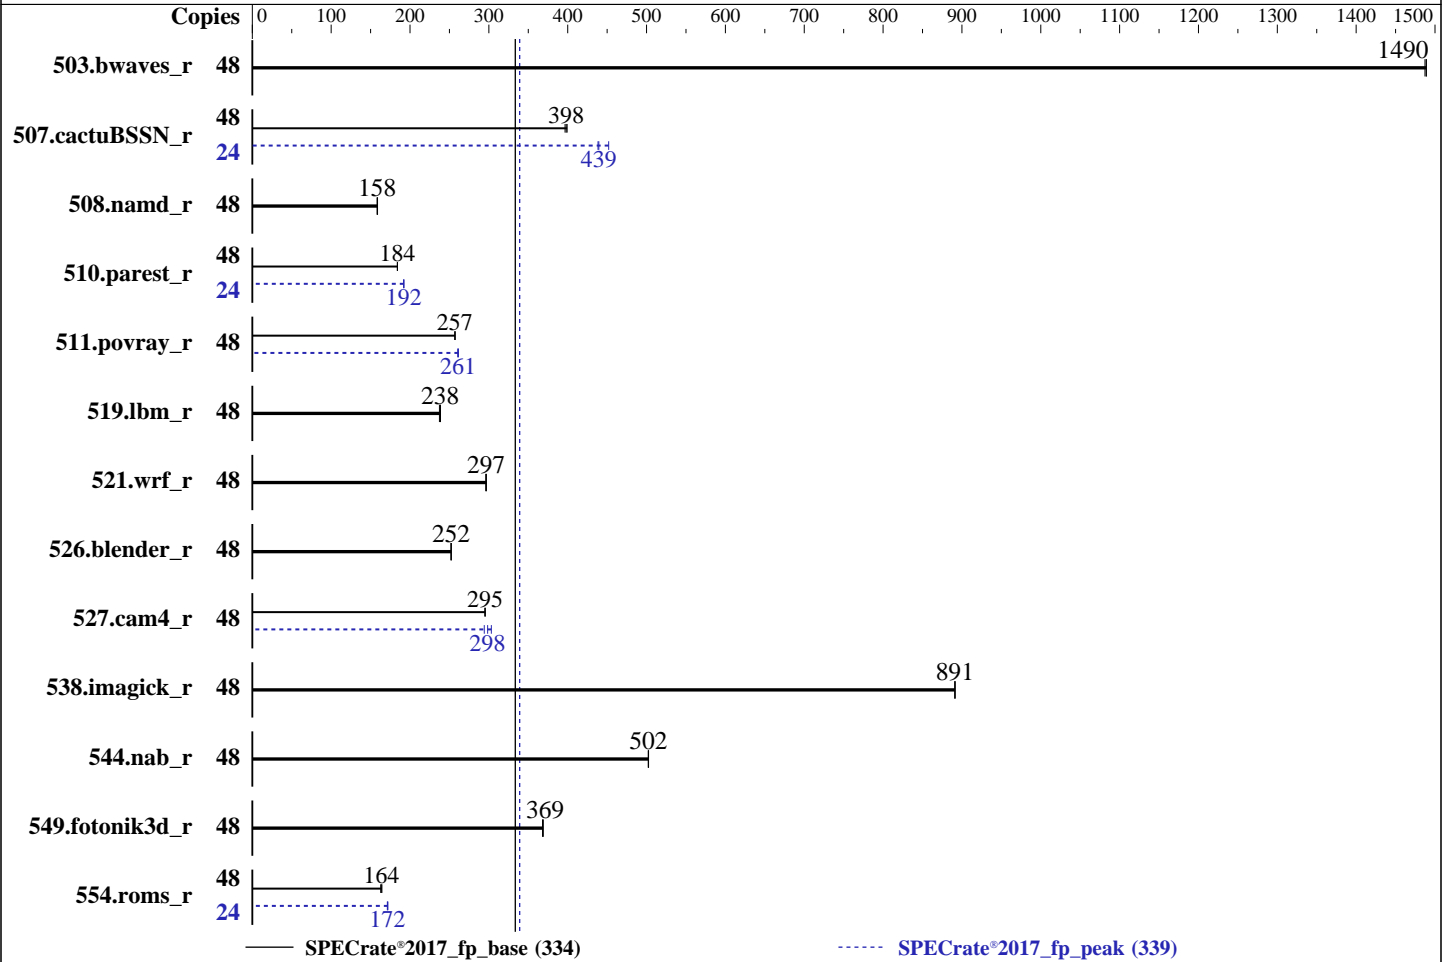 Copies 0 100 200 300 400 500 600 700 800 900 1000 1100 1200 1300 1400 1500
1490
503.bwaves_r 48
48 398
507.cactuBSSN_r
24 439
158
508.namd_r 48
48 184
510.parest_r
24 192
257
511.povray_r 48
261
238
519.lbm_r 48
297
521.wrf_r 48
252
526.blender_r 48
295
527.cam4_r 48
298
891
538.imagick_r 48
502
544.nab_r 48
369
549.fotonik3d_r 48
48 164
554.roms_r
24 172
SPECrate®2017_fp_base (334) SPECrate®2017_fp_peak (339)